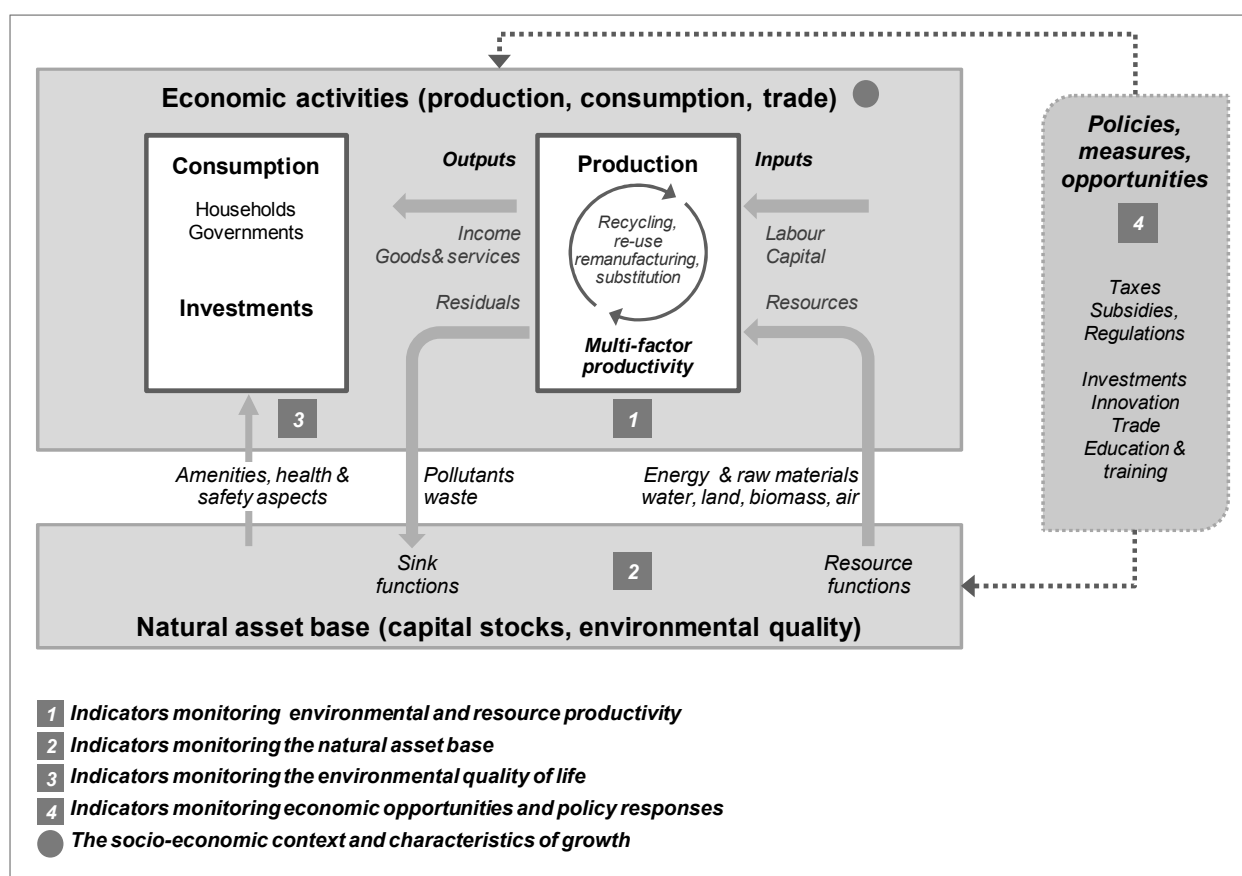 Economic activities (production, consumption, trade)
Consumption
Households
Governments
Investments
Outputs
Income
Goods & services
Residuals
Production
Recycling,
re-use
remanufacturing,
substitution
Multi-factor
productivity
Inputs
Labour
Capital
Resources
3
1
Policies,
measures,
opportunities
4
Taxes
Subsidies,
Regulations
Investments
Innovation
Trade
Education &
training
Amenities, health &
safety aspects
Pollutants
waste
Energy & raw materials
water, land, biomass, air
Sink
functions
2
Resource
functions
Natural asset base (capital stocks, environmental quality)
1 Indicators monitoring environmental and resource productivity
2 Indicators monitoring the natural asset base
3 Indicators monitoring the environmental quality of life
4 Indicators monitoring economic opportunities and policy responses
The socio-economic context and characteristics of growth